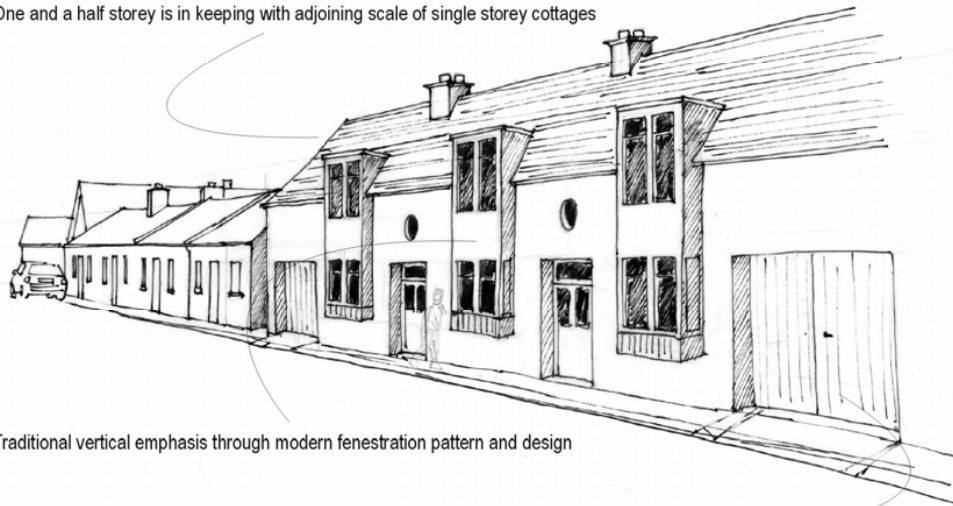 One and a half storey is in keeping with adjoining scale of single storey cottages
Traditional vertical emphasis through modern fenestration pattern and design